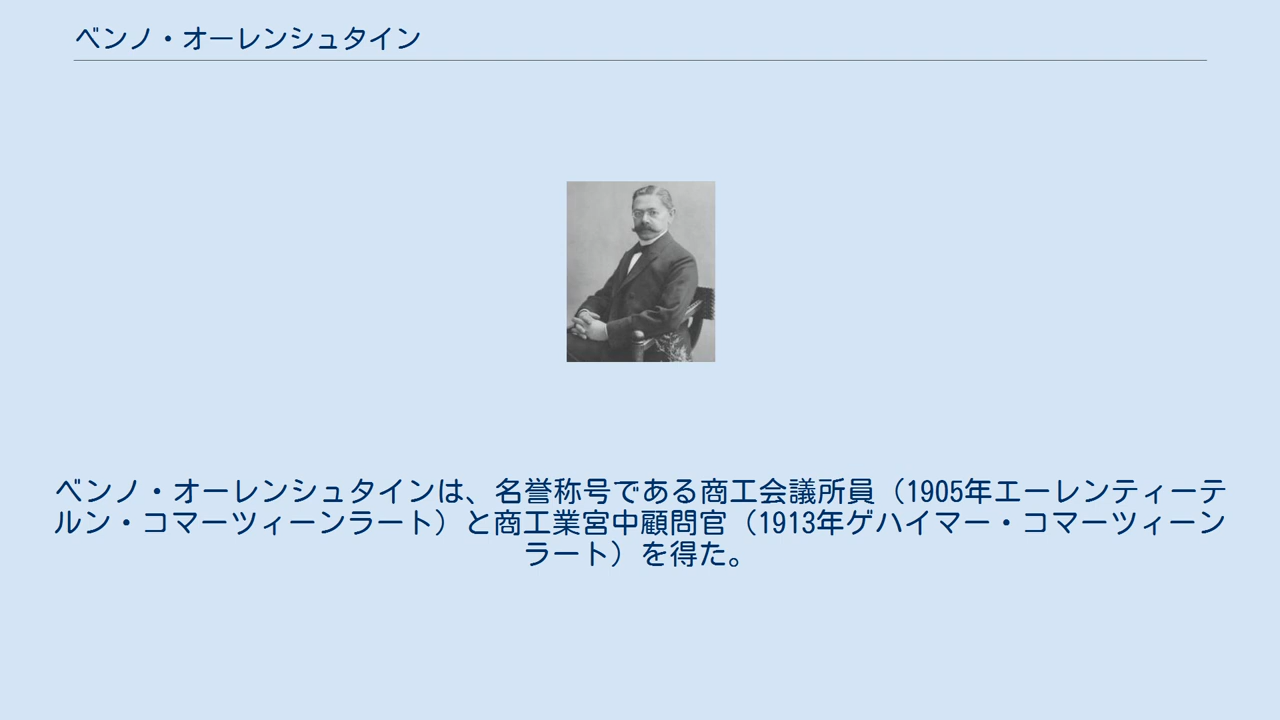 ベンノ・オーレンシュタイン
ベンノ・オーレンシュタインは、名誉称号である商工会議所員（1905年エーレンティーテ
ルン・コマーツィーンラート）と商工業宮中顧問官（1913年ゲハイマー・コマーツィーン
ラート）を得た。